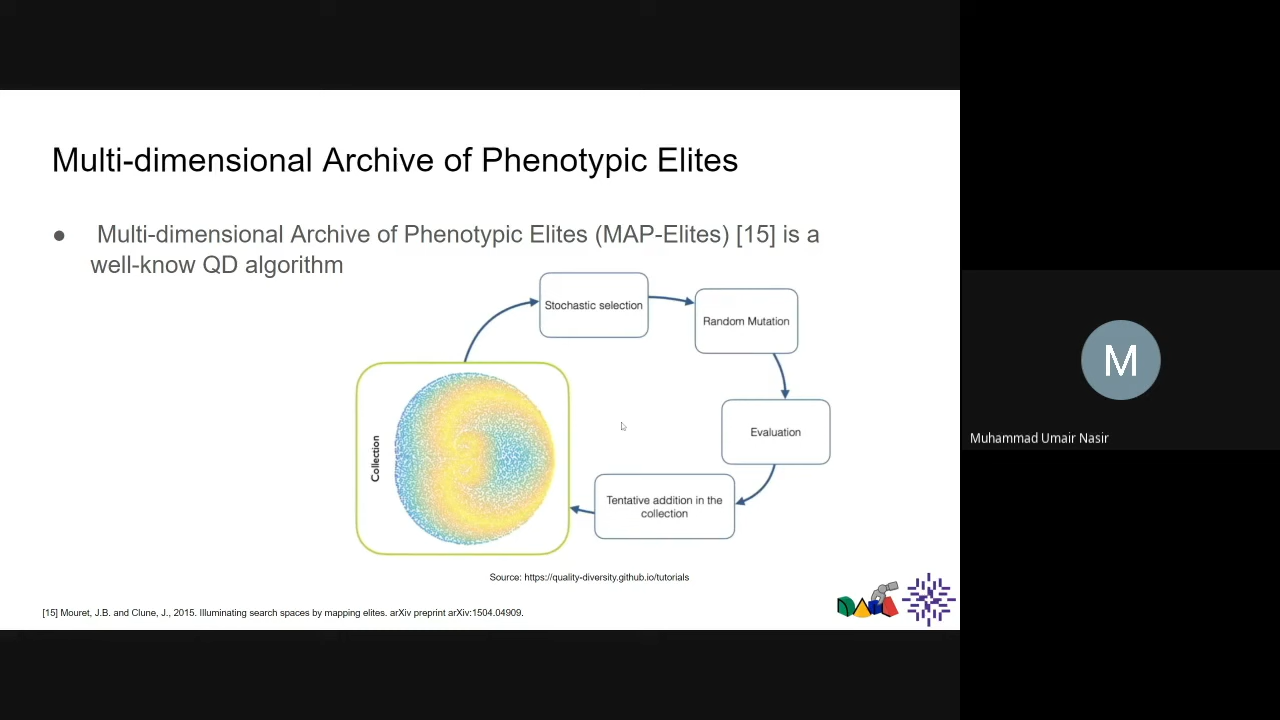 Multi-dimensional Archive of Phenotypic Elites
● Multi-dimensional Archive of Phenotypic Elites (MAP-Elites) [15] is a
well-know QD algorithm
Stochastic selection
Random Mutation
Evaluation
Tentative addition in the
collection
Collection
Source: https://quality-diversity.github.io/tutorials
[15] Mouret, J.B. and Clune, J., 2015. Illuminating search spaces by mapping elites. arXiv preprint arXiv:1504.04909.
M
Muhammad Umair Nasir